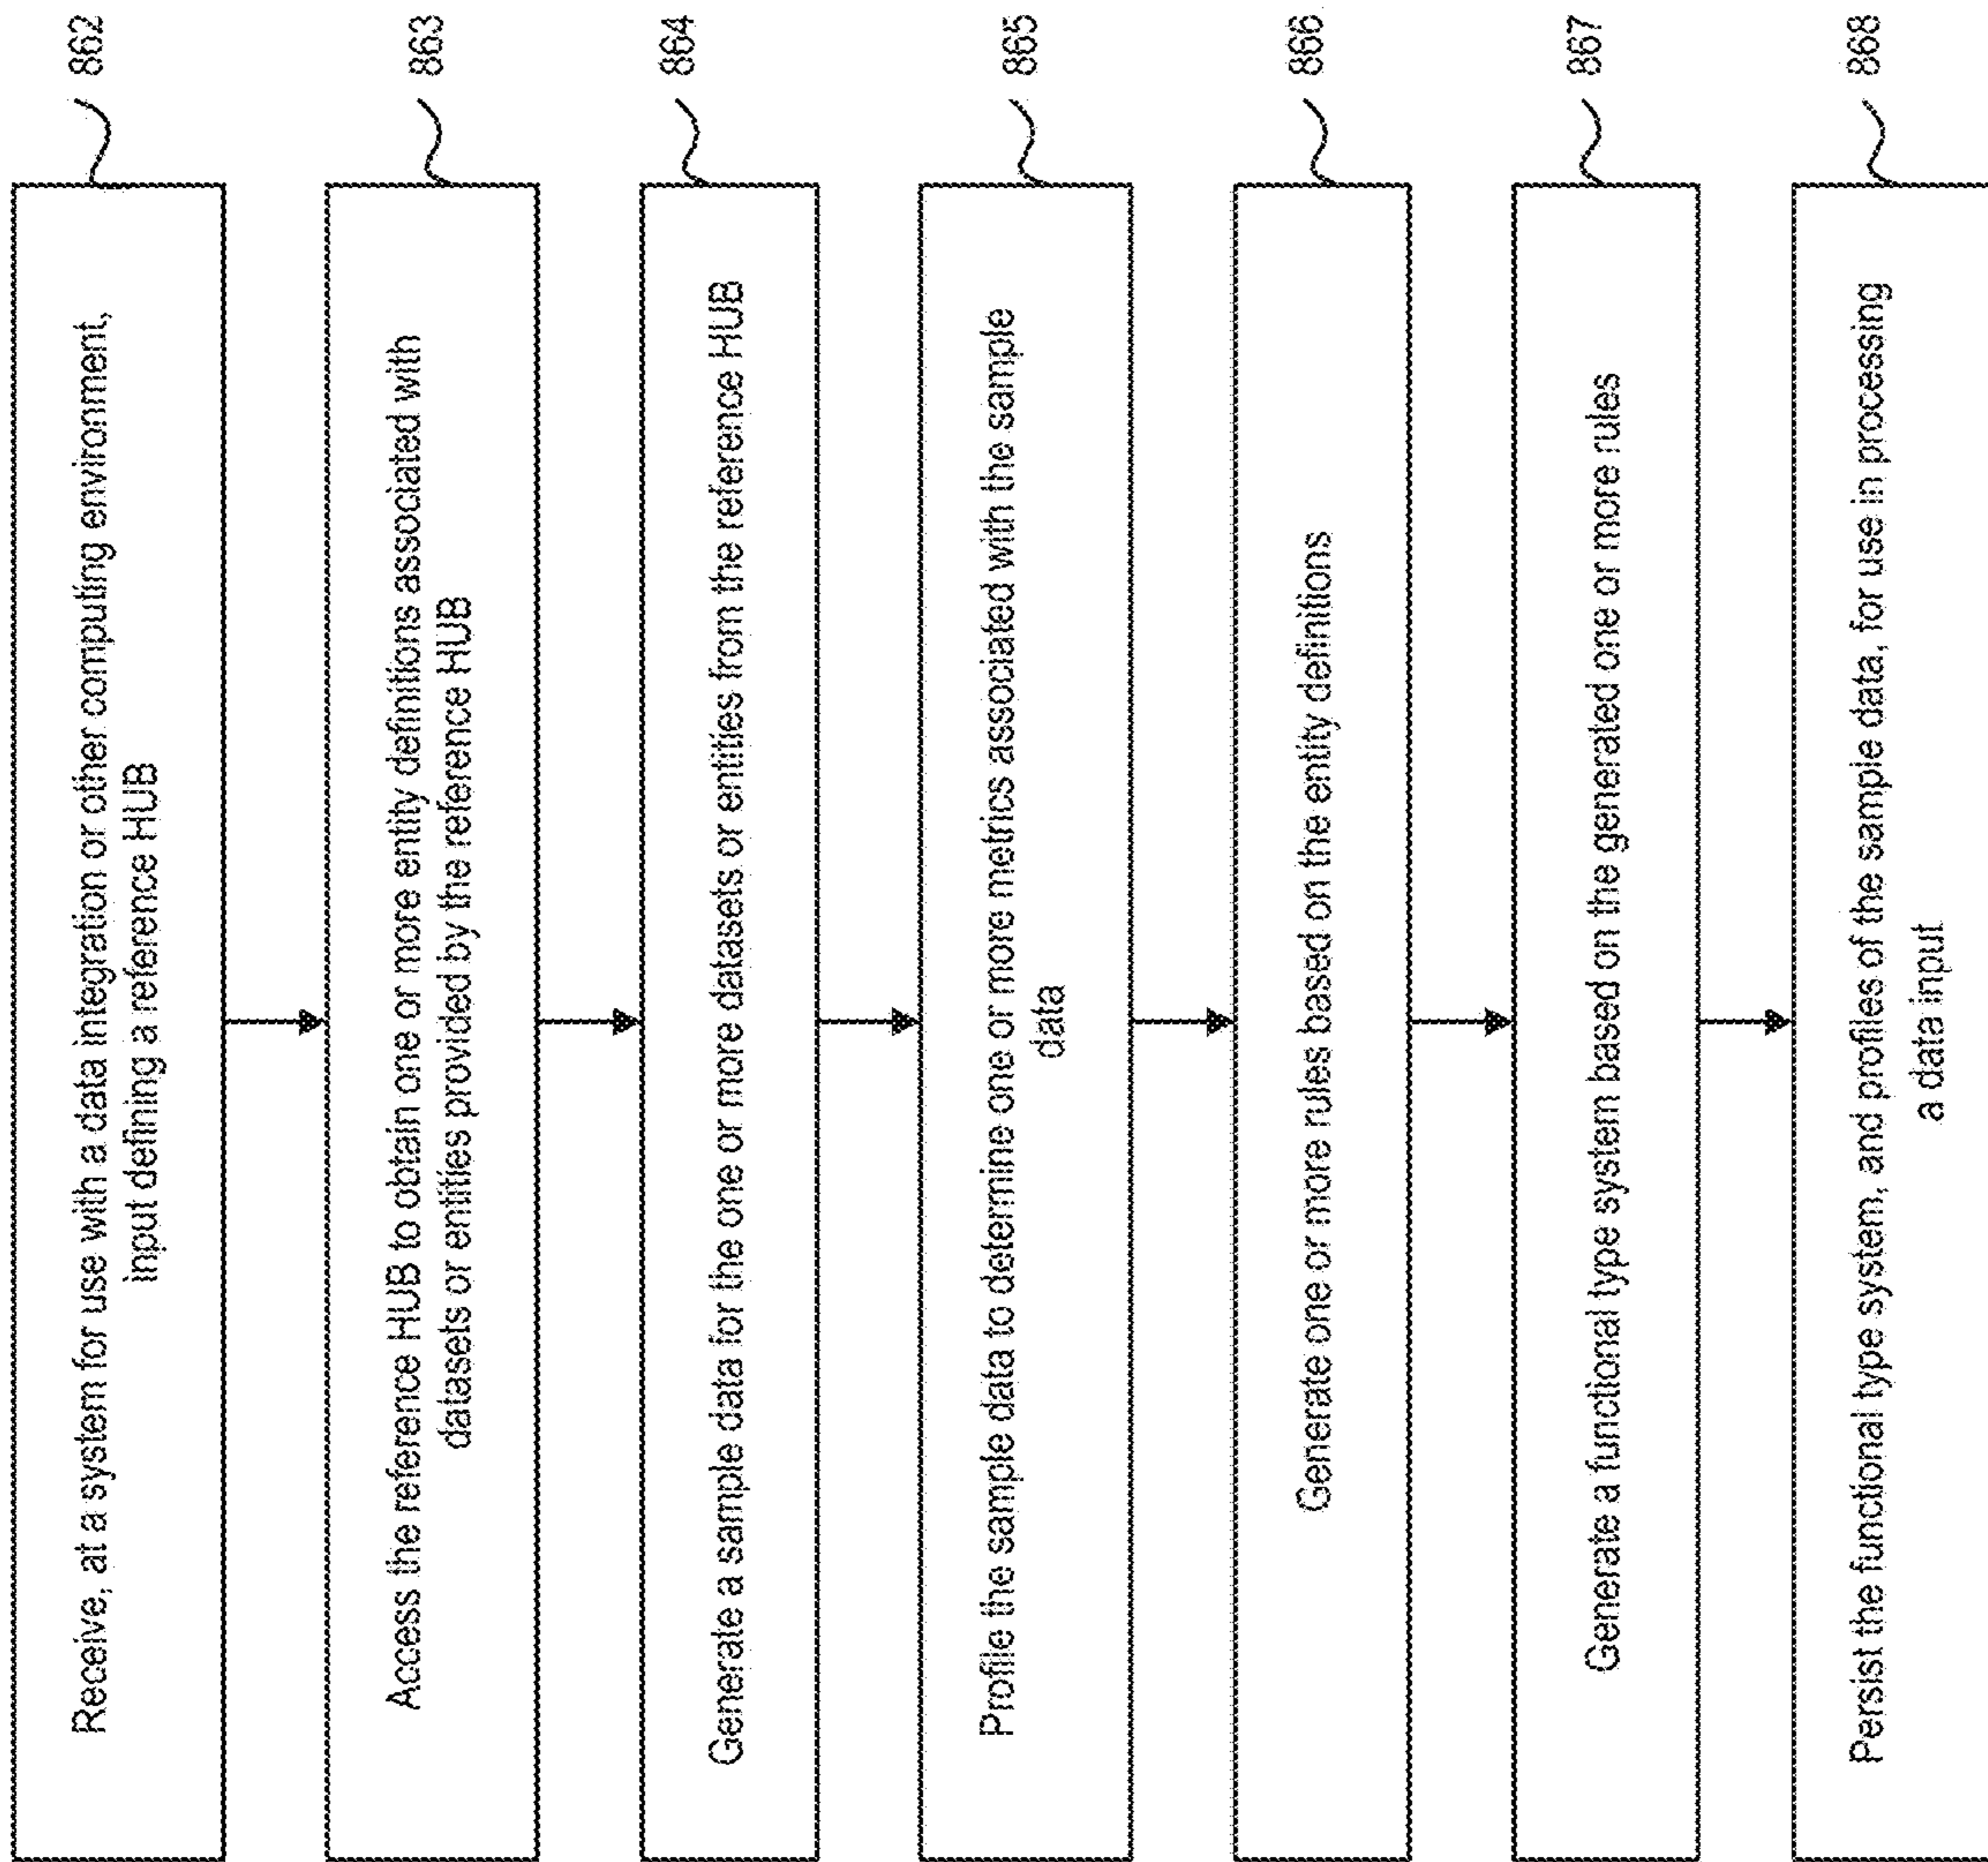 Receive, at a system for use with a data integration or other computing environment,
input defining a reference HUB
862
Access the reference HUB to obtain one or more entity definitions associated with
datasets or entities provided by the reference HUB
863
Generate a sample data for the one or more datasets or entities from the reference HUB
864
Profile the sample data to determine one or more metrics associated with the sample
data
865
Generate one or more rules based on the entity definitions
866
Generate a functional type system based on the generated one or more rules
867
Persist the functional type system, and profiles of the sample data, for use in processing
a data input
868